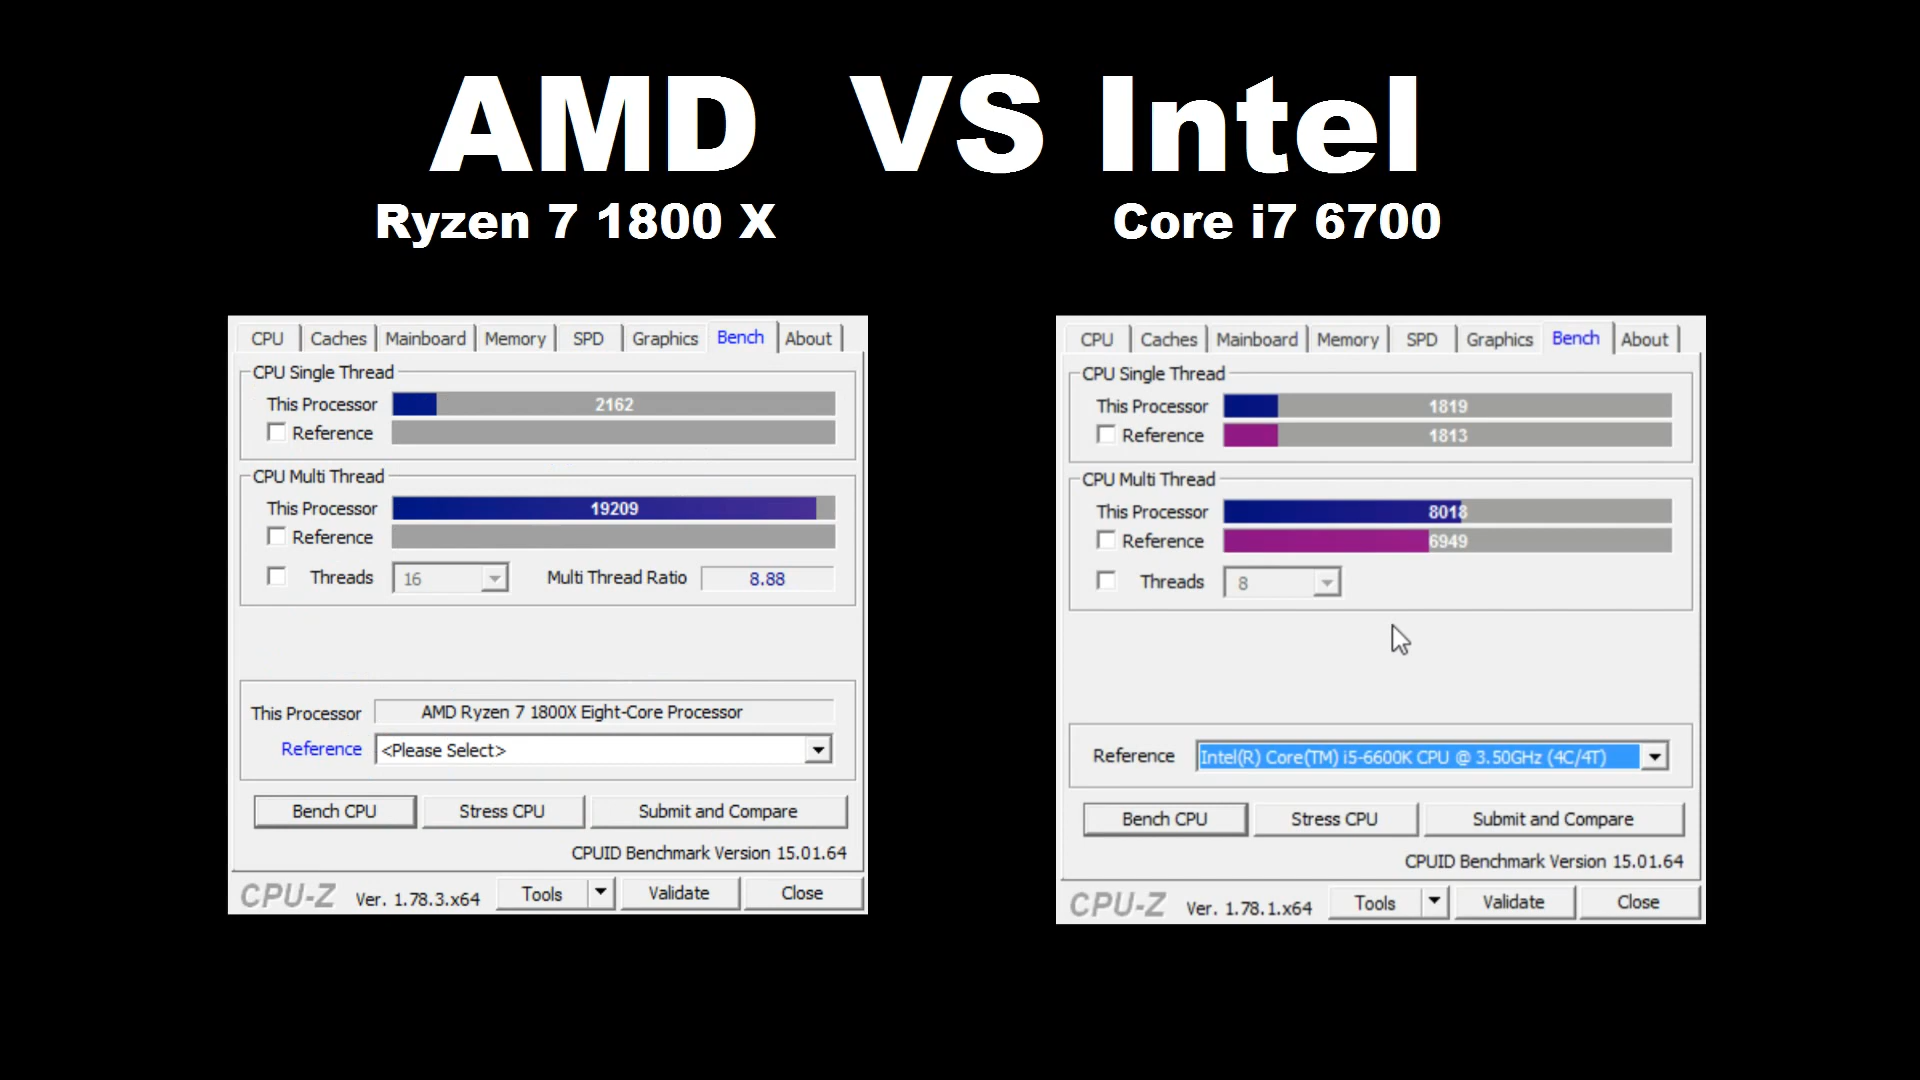 AMD VS Intel
Ryzen 7 1800 X
Core i7 6700
CPU Caches Mainboard Memory SPD Graphics Bench About
CPU Single Thread
This Processor 2162
Reference
CPU Multi Thread
This Processor 19209
Reference
Threads 16 Multi Thread Ratio 8.88
This Processor AMD Ryzen 7 1800X Eight-Core Processor
Reference <Please Select>
Bench CPU Stress CPU Submit and Compare
CPUID Benchmark Version 15.01.64
CPU-Z Ver. 1.78.3.x64 Tools Validate Close
CPU Caches Mainboard Memory SPD Graphics Bench About
CPU Single Thread
This Processor 1819
Reference 1813
CPU Multi Thread
This Processor 8018
Reference 6949
Threads 8
Reference Intel(R) Core(TM) i5-6600K CPU @ 3.50GHz (4C/4T)
Bench CPU Stress CPU Submit and Compare
CPUID Benchmark Version 15.01.64
CPU-Z Ver. 1.78.1.x64 Tools Validate Close